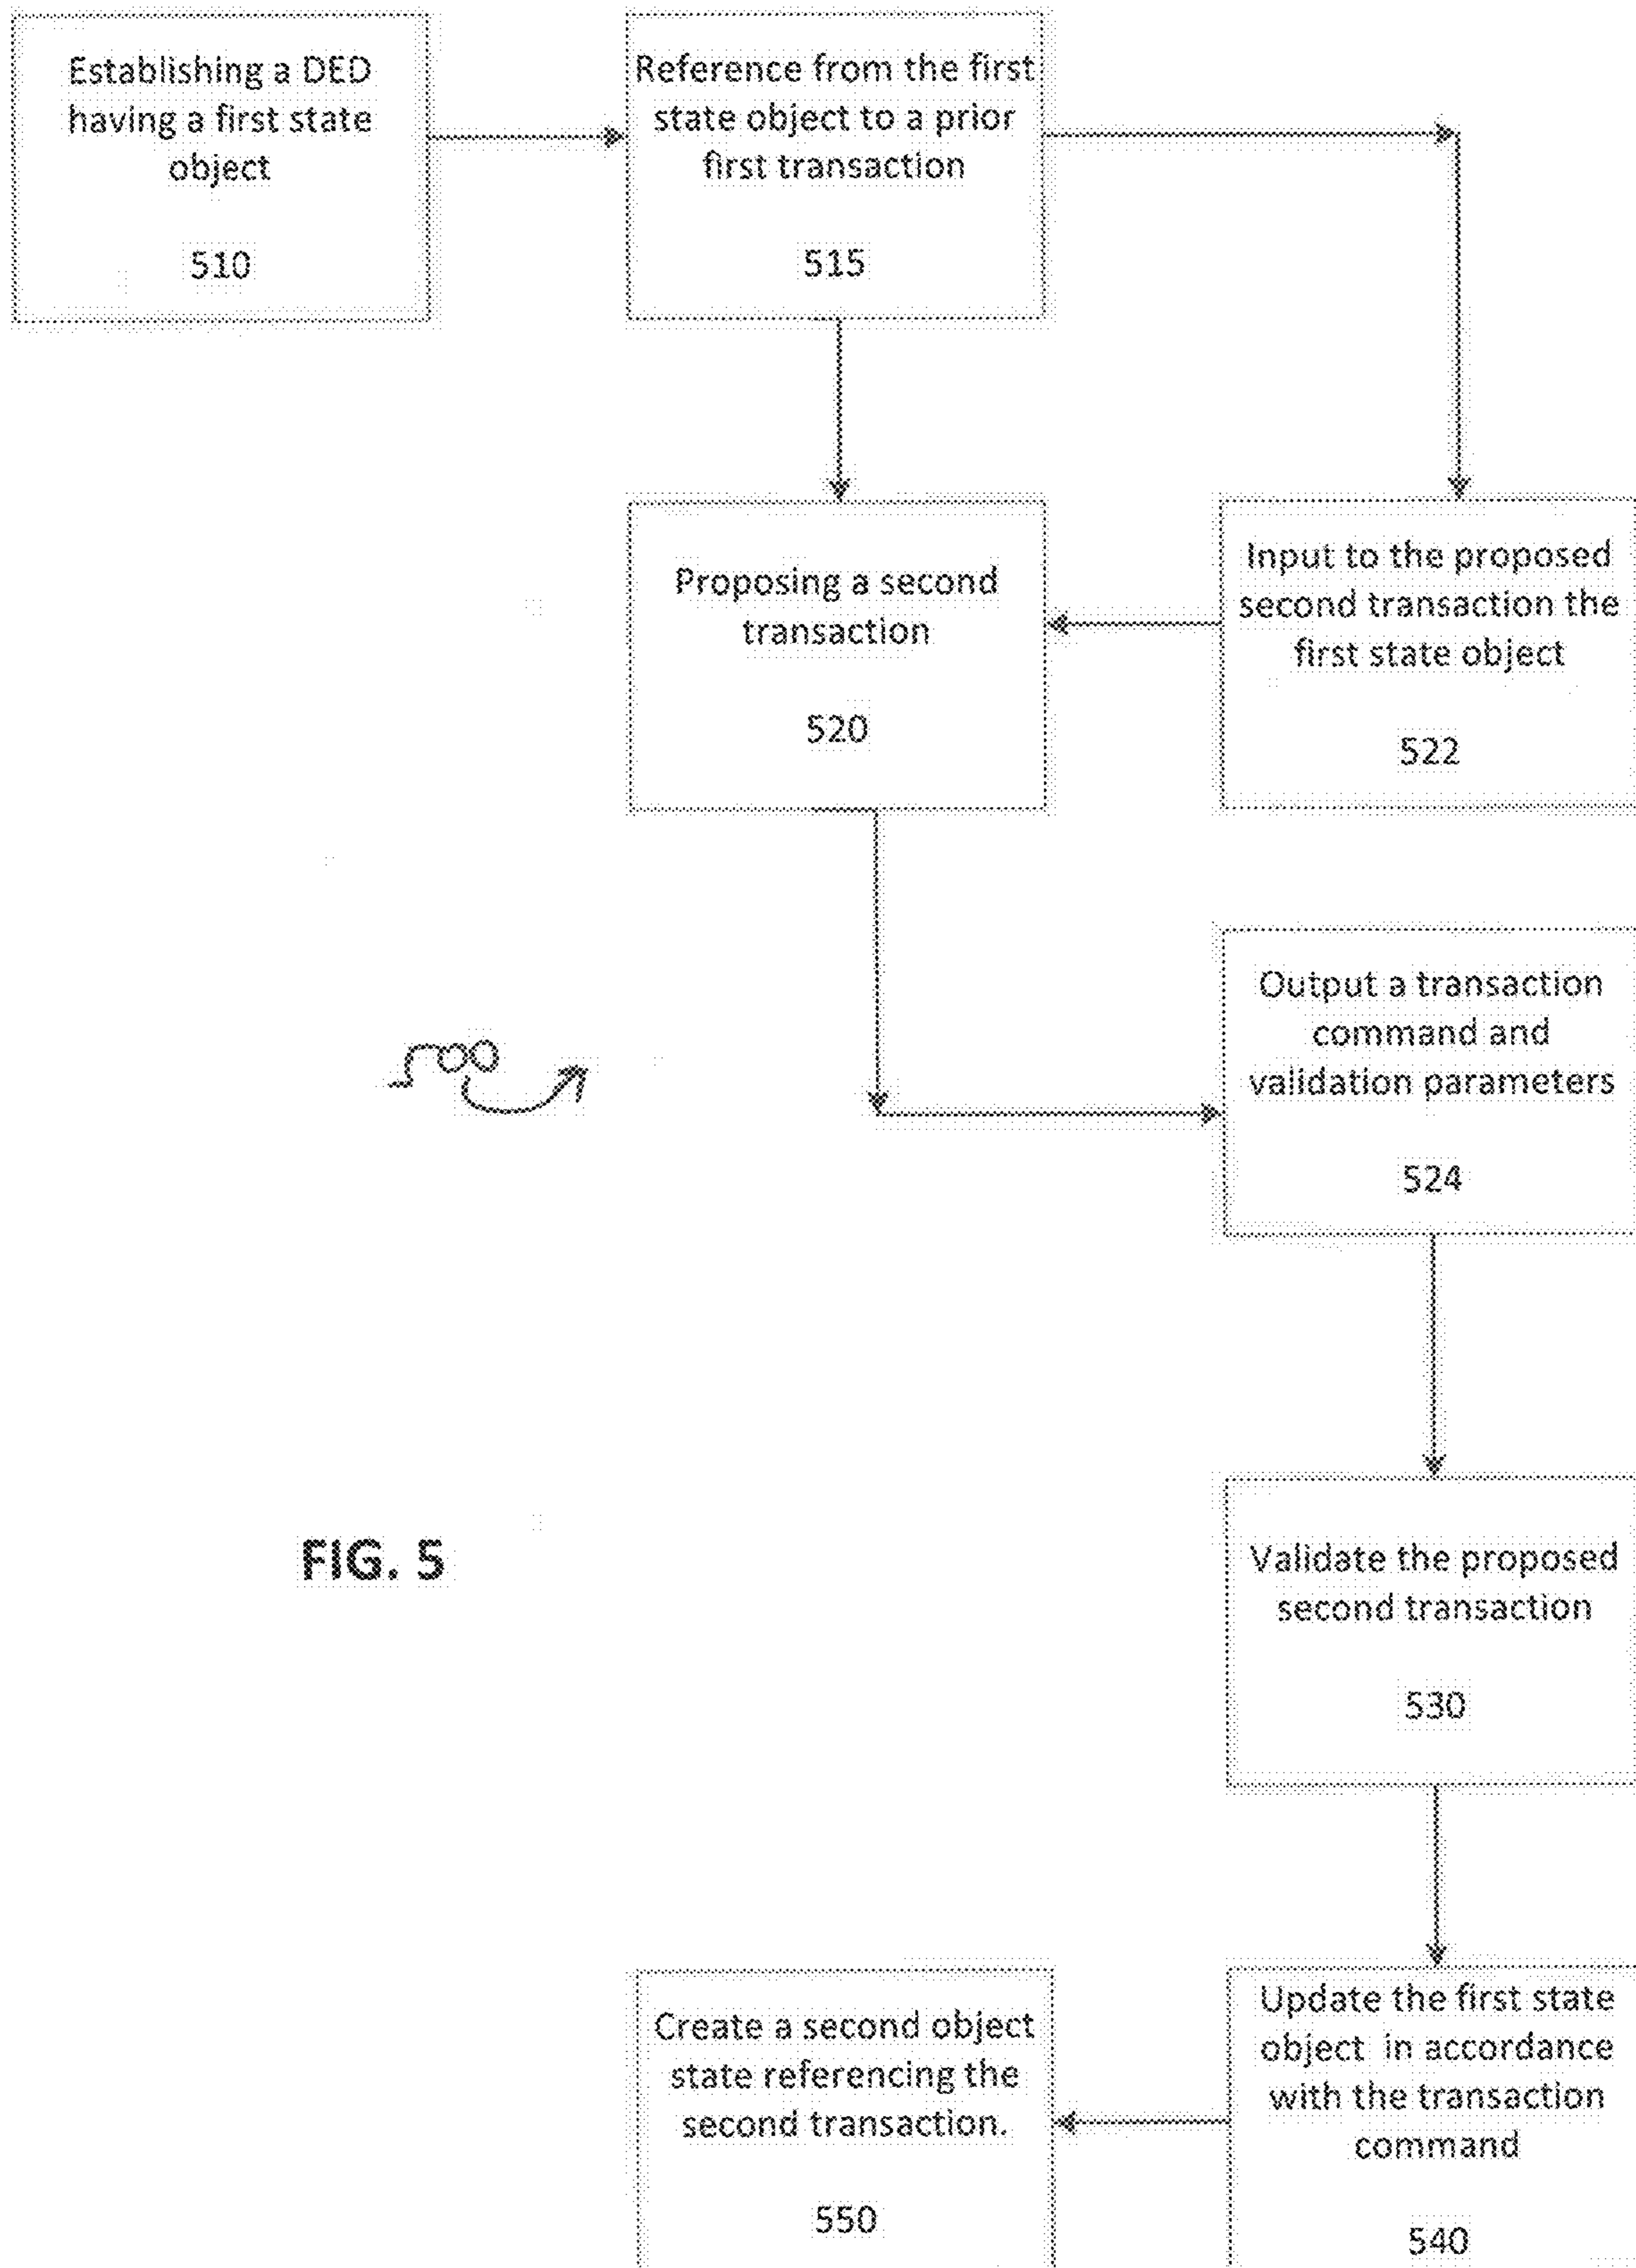 Establishing a DED
having a first state
object
510
Reference from the first
state object to a prior
first transaction
515
Proposing a second
transaction
520
Input to the proposed
second transaction the
first state object
522
Output a transaction
command and
validation parameters
524
FIG. 5
Validate the proposed
second transaction
530
Create a second object
state referencing the
second transaction.
550
Update the first state
object in accordance
with the transaction
command
540